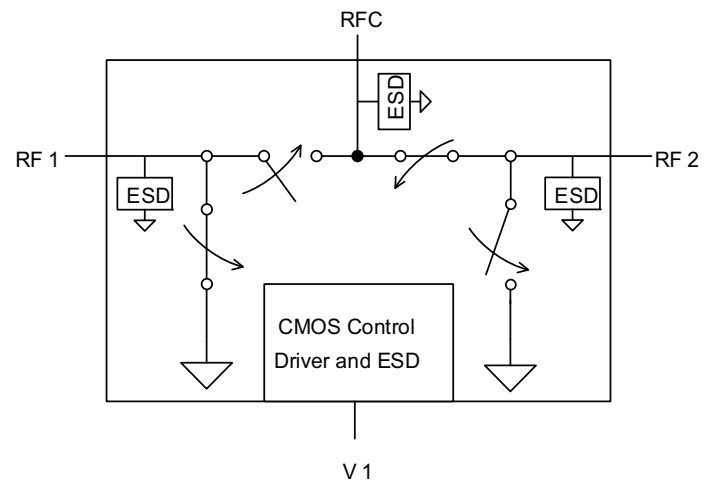 RFC
ESD
RF 1
RF 2
ESD
ESD
CMOS Control
Driver and ESD
V 1